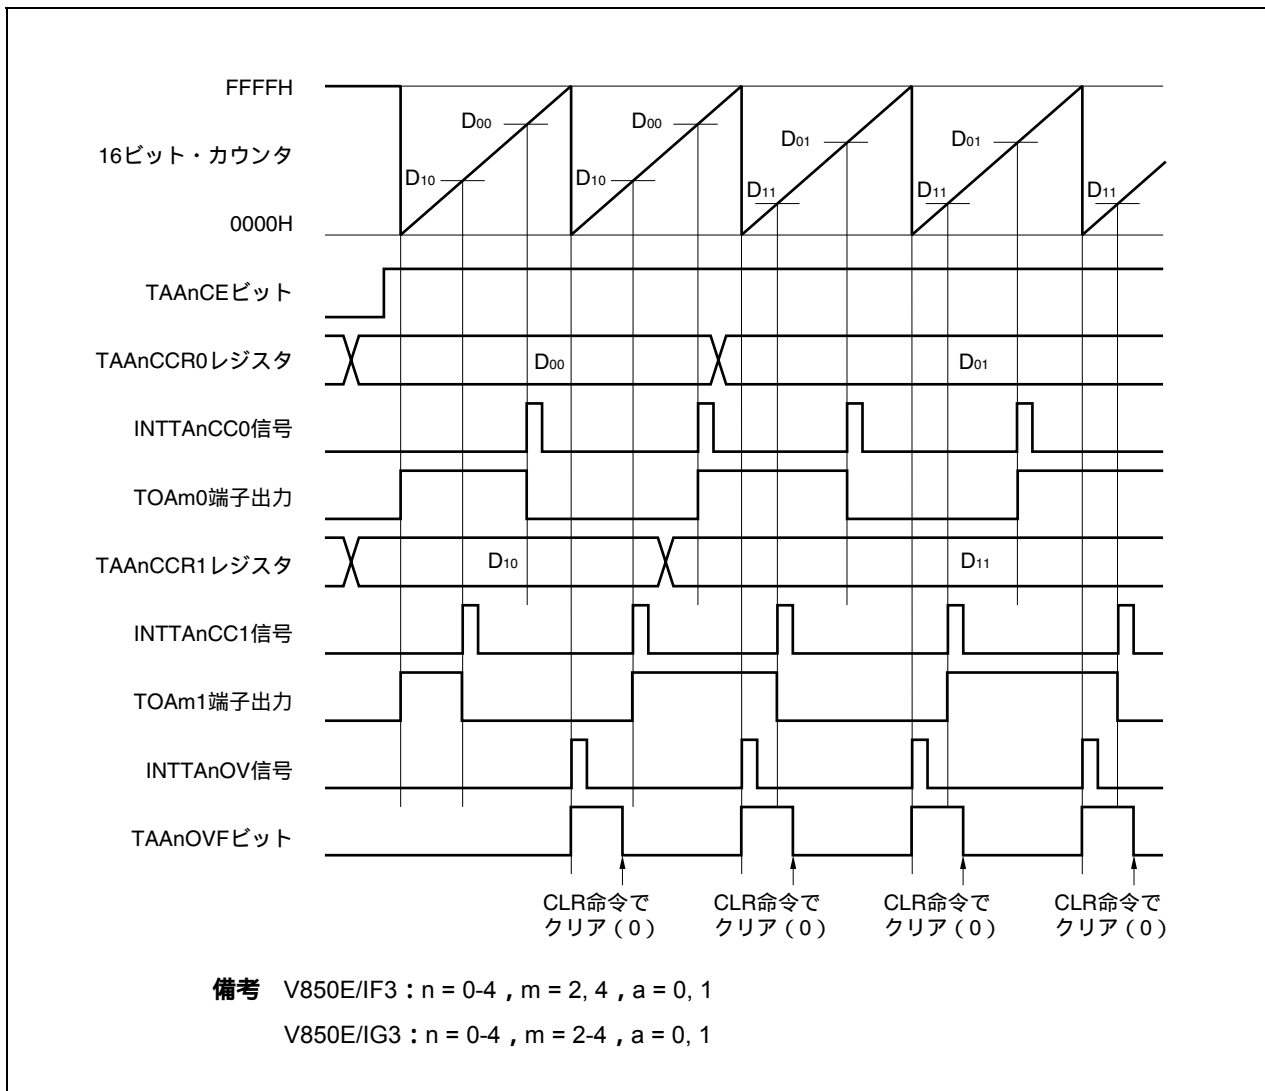 FFFFH
16ビット・カウンタ
0000H
D00 D00 D01 D01
D10 D10 D11 D11 D11
TAAnCEビット
TAAnCCR0レジスタ D00 D01
INTTAnCC0信号
TOAm0端子出力
TAAnCCR1レジスタ D10 D11
INTTAnCC1信号
TOAm1端子出力
INTTAnOV信号
TAAnOVFビット
CLR命令で
クリア(0)
CLR命令で
クリア(0)
CLR命令で
クリア(0)
CLR命令で
クリア(0)
備考 V850E/IF3:n = 0-4,m = 2, 4,a = 0, 1
V850E/IG3:n = 0-4,m = 2-4,a = 0, 1